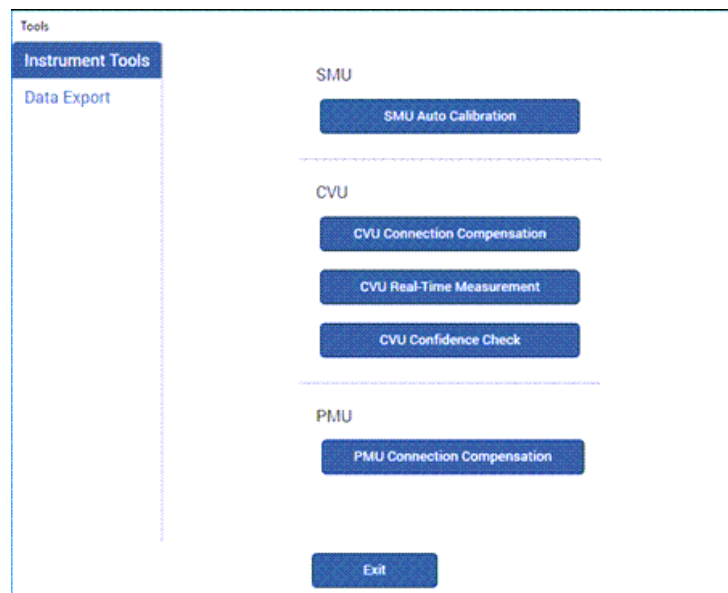 Tools
Instrument Tools
Data Export
SMU
SMU Auto Calibration
CVU
CVU Connection Compensation
CVU Real-Time Measurement
CVU Confidence Check
PMU
PMU Connection Compensation
Exit